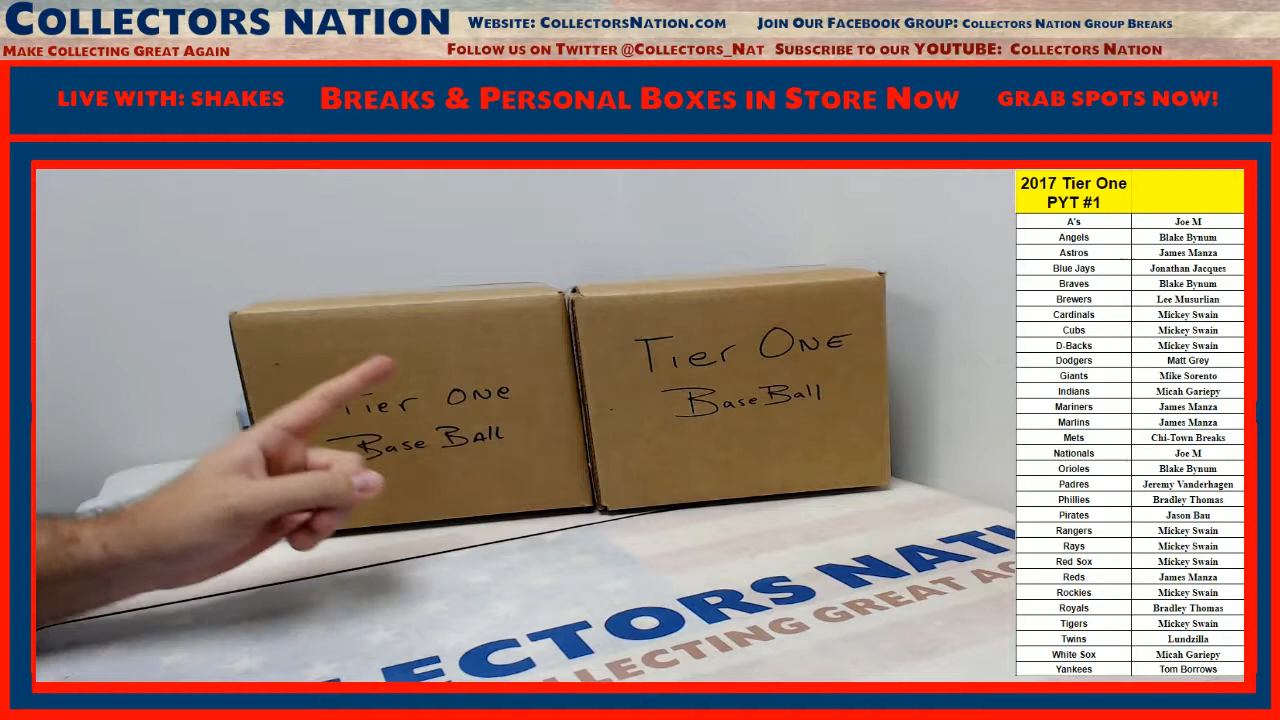 COLLECTORS NATION
WEBSITE: COLLECTORSNATION.COM
JOIN OUR FACEBOOK GROUP: COLLECTORS NATION GROUP BREAKS
MAKE COLLECTING GREAT AGAIN
FOLLOW US ON TWITTER @COLLECTORS_NAT SUBSCRIBE TO OUR YOUTUBE: COLLECTORS NATION
LIVE WITH: SHAKES
BREAKS & PERSONAL BOXES IN STORE NOW
GRAB SPOTS NOW!
Tier One
Base Ball
Tier One
BaseBall
ECTORS NAT
LLECTING GREAT AG
2017 Tier One
PYT #1
A's Joe M
Angels Blake Bynum
Astros James Manza
Blue Jays Jonathan Jacques
Braves Blake Bynum
Brewers Lee Musurlian
Cardinals Mickey Swain
Cubs Mickey Swain
D-Backs Mickey Swain
Dodgers Matt Grey
Giants Mike Sorento
Indians Micah Gariepy
Mariners James Manza
Marlins James Manza
Mets Chi-Town Breaks
Nationals Joe M
Orioles Blake Bynum
Padres Jeremy Vanderhagen
Phillies Bradley Thomas
Pirates Jason Bau
Rangers Mickey Swain
Rays Mickey Swain
Red Sox Mickey Swain
Reds James Manza
Rockies Mickey Swain
Royals Bradley Thomas
Tigers Mickey Swain
Twins Lundzilla
White Sox Micah Gariepy
Yankees Tom Borrows